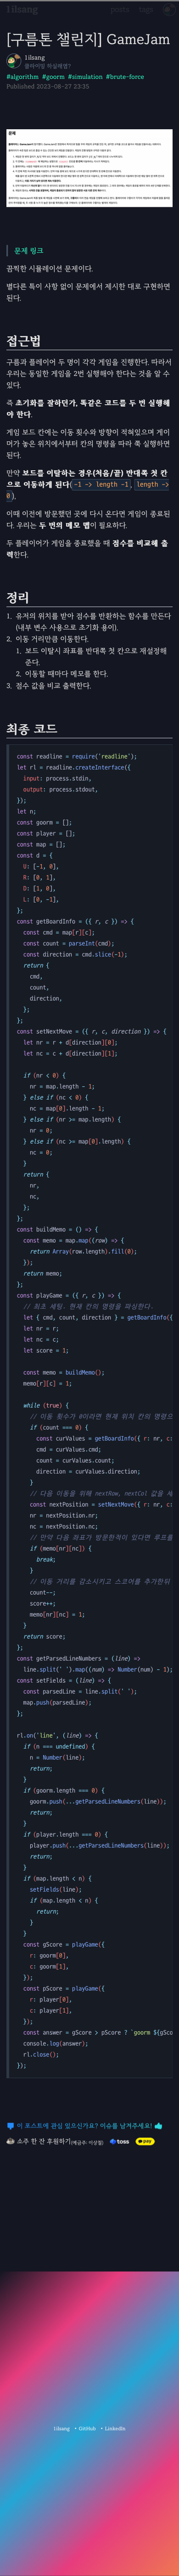 1ilsang
posts
tags
[구름톤 챌린지] GameJam
1ilsang
클라이밍 하실래염?
#algorithm #goorm #simulation #brute-force
Published 2023-08-27 23:35
문제
문제 링크
끔찍한 시뮬레이션 문제이다.
별다른 특이 사항 없이 문제에서 제시한 대로 구현하면
된다.
접근법
구름과 플레이어 두 명이 각각 게임을 진행한다. 따라서
우리는 동일한 게임을 2번 실행해야 한다는 것을 알 수
있다.
즉 초기화를 잘하던가, 똑같은 코드를 두 번 실행해
야 한다.
게임 보드 칸에는 이동 횟수와 방향이 적혀있으며 게이
머가 놓은 위치에서부터 칸의 명령을 따라 쭉 실행하면
된다.
만약 보드를 이탈하는 경우(처음/끝) 반대쪽 첫 칸
으로 이동하게 된다(-1 -> length -1, length ->
0).
이때 이전에 방문했던 곳에 다시 온다면 게임이 종료된
다. 우리는 두 번의 메모 맵이 필요하다.
두 플레이어가 게임을 종료했을 때 점수를 비교해 출
력한다.
정리
1. 유저의 위치를 받아 점수를 반환하는 함수를 만든다
(내부 변수 사용으로 초기화 용이).
2. 이동 거리만큼 이동한다.
1. 보드 이탈시 좌표를 반대쪽 첫 칸으로 재설정해
준다.
2. 이동할 때마다 메모를 한다.
3. 점수 값을 비교 출력한다.
최종 코드
const readline = require('readline');
let rl = readline.createInterface({
input: process.stdin,
output: process.stdout,
});
let n;
const goorm = [];
const player = [];
const map = [];
const d = {
U: [-1, 0],
R: [0, 1],
D: [1, 0],
L: [0, -1],
};
const getBoardInfo = ({ r, c }) => {
const cmd = map[r][c];
const count = parseInt(cmd);
const direction = cmd.slice(-1);
return {
cmd,
count,
direction,
};
};
const setNextMove = ({ r, c, direction }) => {
let nr = r + d[direction][0];
let nc = c + d[direction][1];
if (nr < 0) {
nr = map.length - 1;
} else if (nc < 0) {
nc = map[0].length - 1;
} else if (nr >= map.length) {
nr = 0;
} else if (nc >= map[0].length) {
nc = 0;
}
return {
nr,
nc,
};
};
const buildMemo = () => {
const memo = map.map((row) => {
return Array(row.length).fill(0);
});
return memo;
};
const playGame = ({ r, c }) => {
// 최초 세팅. 현재 칸의 명령을 파싱한다.
let { cmd, count, direction } = getBoardInfo({
let nr = r;
let nc = c;
let score = 1;
const memo = buildMemo();
memo[r][c] = 1;
while (true) {
// 이동 횟수가 0이라면 현재 위치 칸의 명령으
if (count === 0) {
const curValues = getBoardInfo({ r: nr, c:
cmd = curValues.cmd;
count = curValues.count;
direction = curValues.direction;
}
// 다음 이동을 위해 nextRow, nextCol 값을 세
const nextPosition = setNextMove({ r: nr, c:
nr = nextPosition.nr;
nc = nextPosition.nc;
// 만약 다음 좌표가 방문한적이 있다면 루프를
if (memo[nr][nc]) {
break;
}
// 이동 거리를 감소시키고 스코어를 추가한뒤
count--;
score++;
memo[nr][nc] = 1;
}
return score;
};
const getParsedLineNumbers = (line) =>
line.split(' ').map((num) => Number(num) - 1);
const setFields = (line) => {
const parsedLine = line.split(' ');
map.push(parsedLine);
};
rl.on('line', (line) => {
if (n === undefined) {
n = Number(line);
return;
}
if (goorm.length === 0) {
goorm.push(...getParsedLineNumbers(line));
return;
}
if (player.length === 0) {
player.push(...getParsedLineNumbers(line));
return;
}
if (map.length < n) {
setFields(line);
if (map.length < n) {
return;
}
}
const gScore = playGame({
r: goorm[0],
c: goorm[1],
});
const pScore = playGame({
r: player[0],
c: player[1],
});
const answer = gScore > pScore ? `goorm ${gSco
console.log(answer);
rl.close();
});
이 포스트에 관심 있으신가요? 이슈를 남겨주세요!
소주 한 잔 후원하기(예금주: 이상철) toss pay
1ilsang • GitHub • LinkedIn